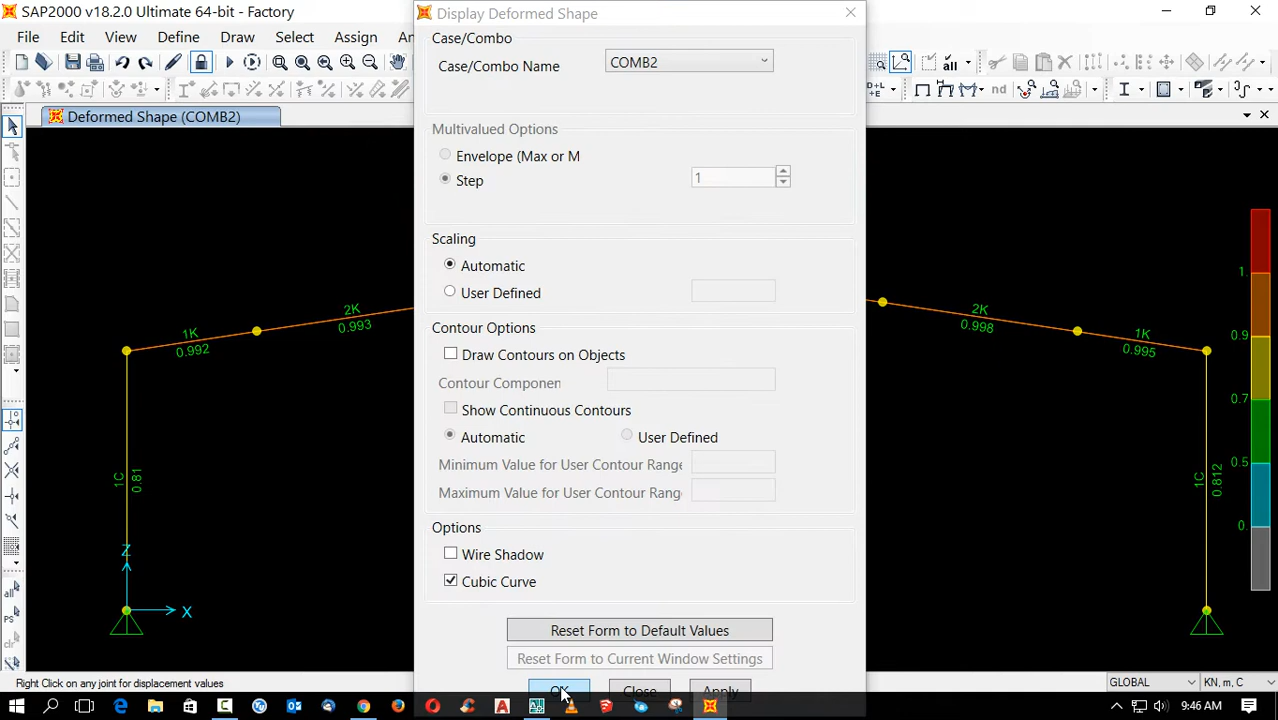 SAP2000 v18.2.0 Ultimate 64-bit - Factory
File Edit View Define Draw Select Assign
Display Deformed Shape
all
D+L
+E
nd
Deformed Shape (COMB2)
Case/Combo
Case/Combo Name COMB2
Multivalued Options
Envelope (Max or M
Step 1
Scaling
Automatic
User Defined
Contour Options
Draw Contours on Objects
Contour Componen
Show Continuous Contours
Automatic User Defined
Minimum Value for User Contour Range
Maximum Value for User Contour Rang
Options
Wire Shadow
Cubic Curve
Reset Form to Default Values
Reset Form to Current Window Settings
OK Close Apply
1K
0.992
2K
0.993
2K
0.998
1K
0.995
1C
0.81
1C
0.812
Z
X
1.
0.9
0.7
0.5
0.
all
PS
clr
Right Click on any joint for displacement values
GLOBAL KN, m, C
9:46 AM